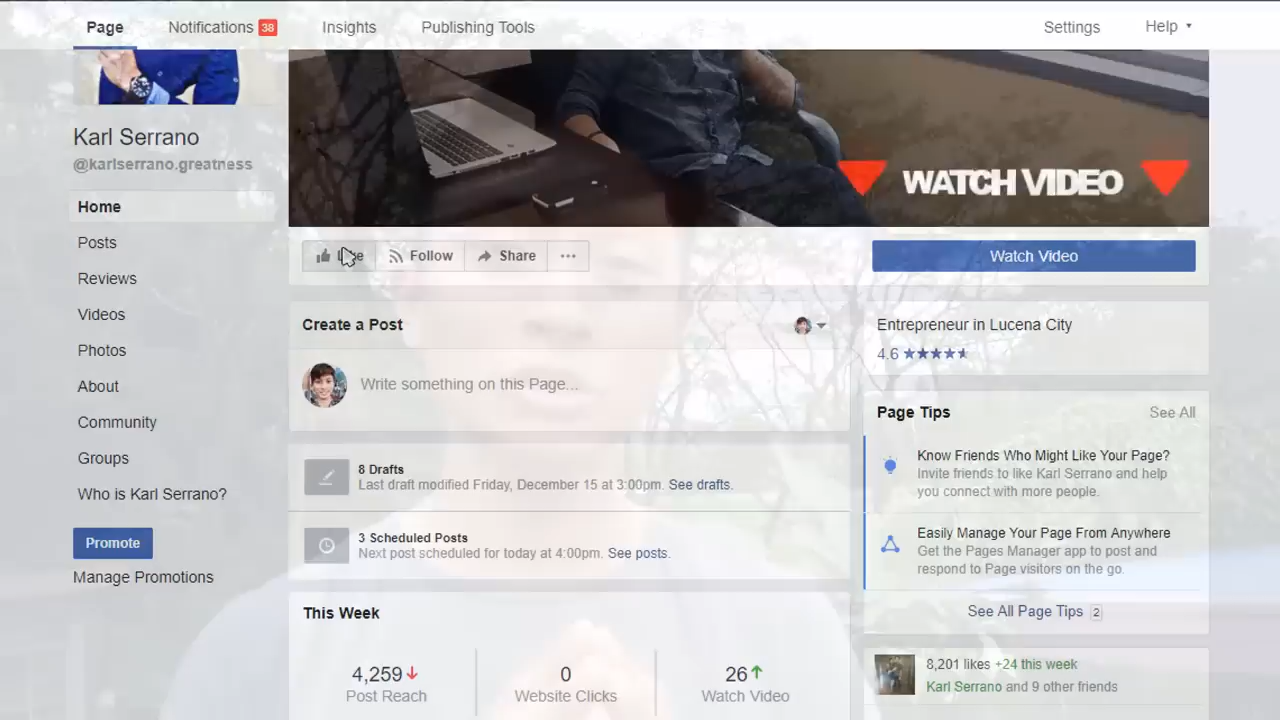 Page
Notifications 38
Insights
Publishing Tools
Settings
Help
Karl Serrano
@karlserrano.greatness
Home
Posts
Reviews
Videos
Photos
About
Community
Groups
Who is Karl Serrano?
Promote
Manage Promotions
WATCH VIDEO
Follow
Share
Watch Video
Create a Post
Write something on this Page...
8 Drafts
Last draft modified Friday, December 15 at 3:00pm. See drafts.
3 Scheduled Posts
Next post scheduled for today at 4:00pm. See posts.
This Week
4,259
Post Reach
0
Website Clicks
26
Watch Video
Entrepreneur in Lucena City
4.6
Page Tips
See All
Know Friends Who Might Like Your Page?
Invite friends to like Karl Serrano and help
you connect with more people.
Easily Manage Your Page From Anywhere
Get the Pages Manager app to post and
respond to Page visitors on the go.
See All Page Tips 2
8,201 likes +24 this week
Karl Serrano and 9 other friends